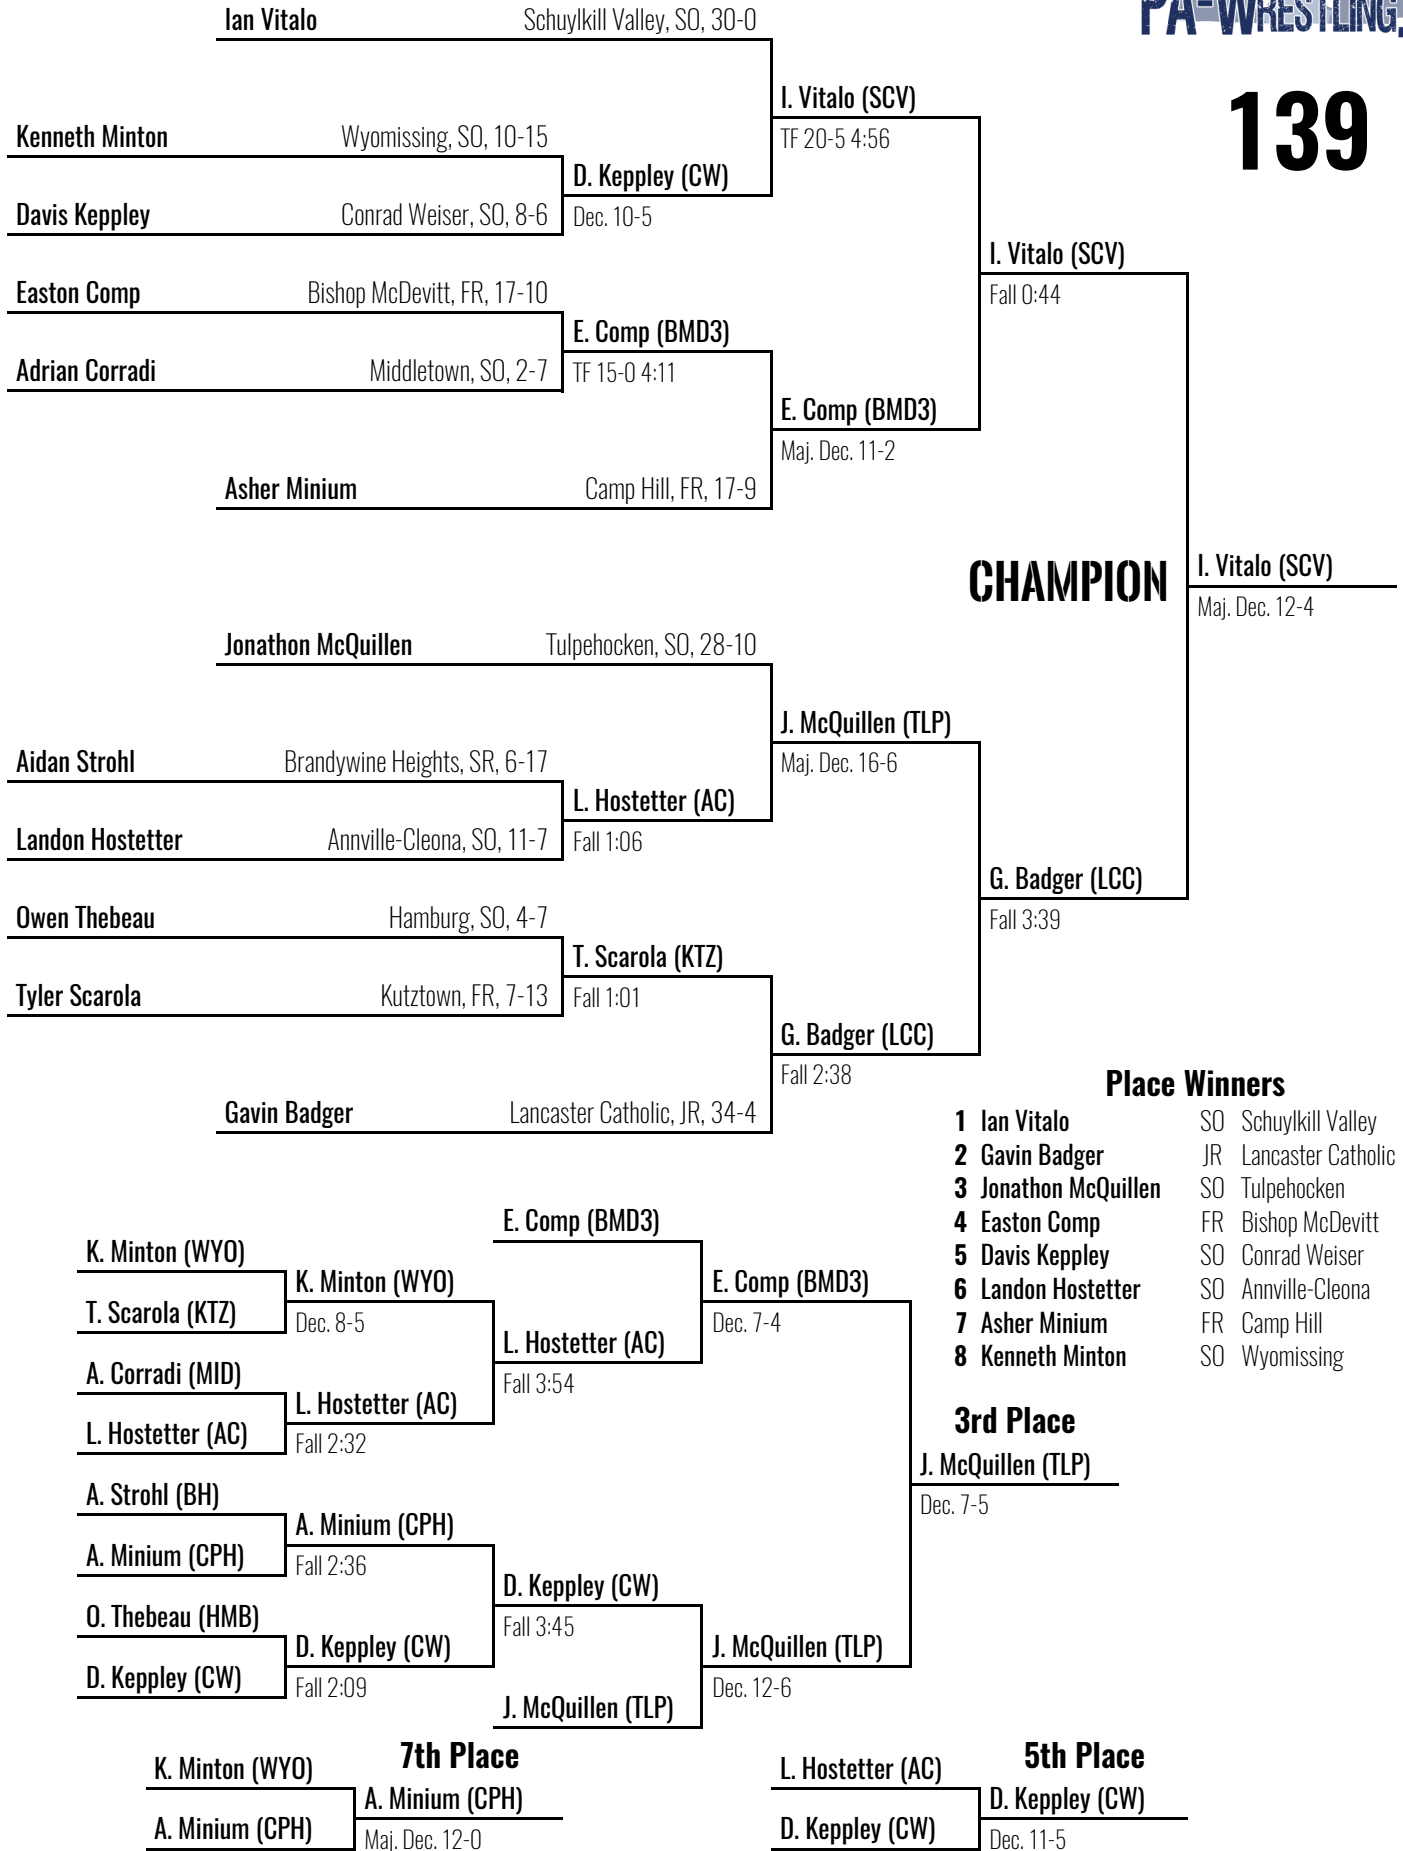 PA-WRESTLING.
139
Ian Vitalo Schuylkill Valley, SO, 30-0
I. Vitalo (SCV)
TF 20-5 4:56
Kenneth Minton Wyomissing, SO, 10-15
D. Keppley (CW)
Dec. 10-5
Davis Keppley Conrad Weiser, SO, 8-6
I. Vitalo (SCV)
Fall 0:44
Easton Comp Bishop McDevitt, FR, 17-10
E. Comp (BMD3)
TF 15-0 4:11
Adrian Corradi Middletown, SO, 2-7
E. Comp (BMD3)
Maj. Dec. 11-2
Asher Minium Camp Hill, FR, 17-9
CHAMPION
I. Vitalo (SCV)
Maj. Dec. 12-4
Jonathon McQuillen Tulpehocken, SO, 28-10
J. McQuillen (TLP)
Maj. Dec. 16-6
Aidan Strohl Brandywine Heights, SR, 6-17
L. Hostetter (AC)
Fall 1:06
Landon Hostetter Annville-Cleona, SO, 11-7
G. Badger (LCC)
Fall 3:39
Owen Thebeau Hamburg, SO, 4-7
T. Scarola (KTZ)
Fall 1:01
Tyler Scarola Kutztown, FR, 7-13
G. Badger (LCC)
Fall 2:38
Gavin Badger Lancaster Catholic, JR, 34-4
Place Winners
1 Ian Vitalo SO Schuylkill Valley
2 Gavin Badger JR Lancaster Catholic
3 Jonathon McQuillen SO Tulpehocken
4 Easton Comp FR Bishop McDevitt
5 Davis Keppley SO Conrad Weiser
6 Landon Hostetter SO Annville-Cleona
7 Asher Minium FR Camp Hill
8 Kenneth Minton SO Wyomissing
E. Comp (BMD3)
K. Minton (WYO)
K. Minton (WYO)
Dec. 8-5
T. Scarola (KTZ)
E. Comp (BMD3)
Dec. 7-4
L. Hostetter (AC)
Fall 3:54
A. Corradi (MID)
L. Hostetter (AC)
Fall 2:32
L. Hostetter (AC)
3rd Place
J. McQuillen (TLP)
Dec. 7-5
A. Strohl (BH)
A. Minium (CPH)
Fall 2:36
A. Minium (CPH)
D. Keppley (CW)
Fall 3:45
O. Thebeau (HMB)
D. Keppley (CW)
Fall 2:09
D. Keppley (CW)
J. McQuillen (TLP)
Dec. 12-6
J. McQuillen (TLP)
7th Place
K. Minton (WYO)
A. Minium (CPH)
Maj. Dec. 12-0
A. Minium (CPH)
5th Place
L. Hostetter (AC)
D. Keppley (CW)
Dec. 11-5
D. Keppley (CW)